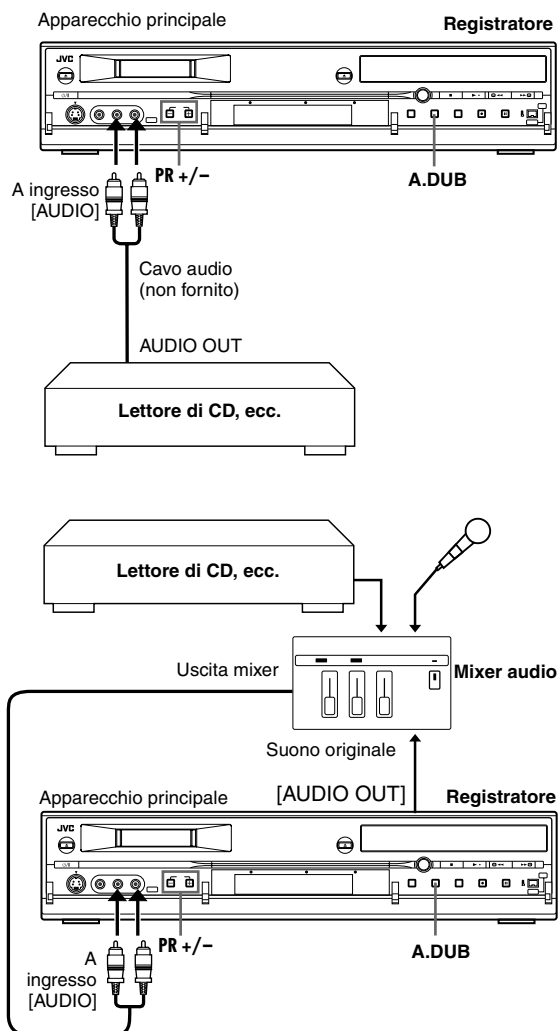 Apparecchio principale
Registratore
JVC
PR +/–
A.DUB
A ingresso
[AUDIO]
Cavo audio
(non fornito)
AUDIO OUT
Lettore di CD, ecc.
Lettore di CD, ecc.
Uscita mixer
Mixer audio
Suono originale
Apparecchio principale
[AUDIO OUT]
Registratore
JVC
PR +/–
A.DUB
A
ingresso
[AUDIO]